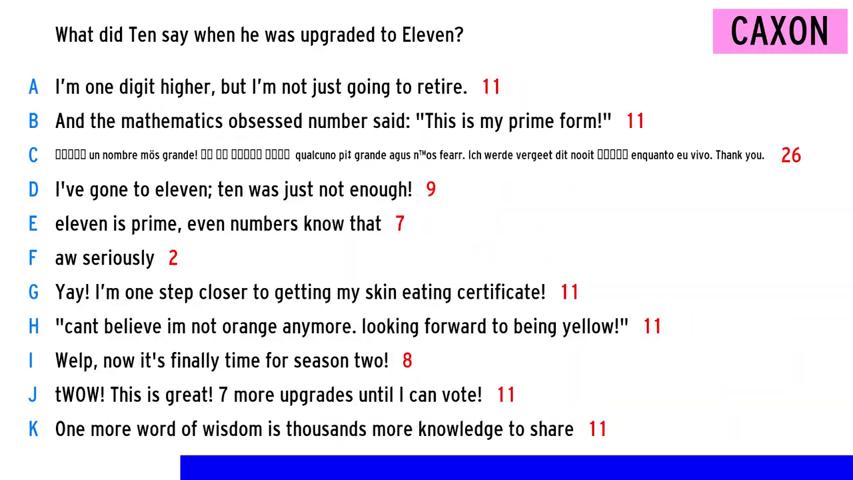 What did Ten say when he was upgraded to Eleven?
CAXON
A I'm one digit higher, but I'm not just going to retire. 11
B And the mathematics obsessed number said: "This is my prime form!" 11
C un nombre mös grande! qualcuno pi‡ grande agus n™os fearr. Ich werde vergeet dit nooit enquanto eu vivo. Thank you. 26
D I've gone to eleven; ten was just not enough! 9
E eleven is prime, even numbers know that 7
F aw seriously 2
G Yay! I'm one step closer to getting my skin eating certificate! 11
H "cant believe im not orange anymore. looking forward to being yellow!" 11
I Welp, now it's finally time for season two! 8
J tWOW! This is great! 7 more upgrades until I can vote! 11
K One more word of wisdom is thousands more knowledge to share 11